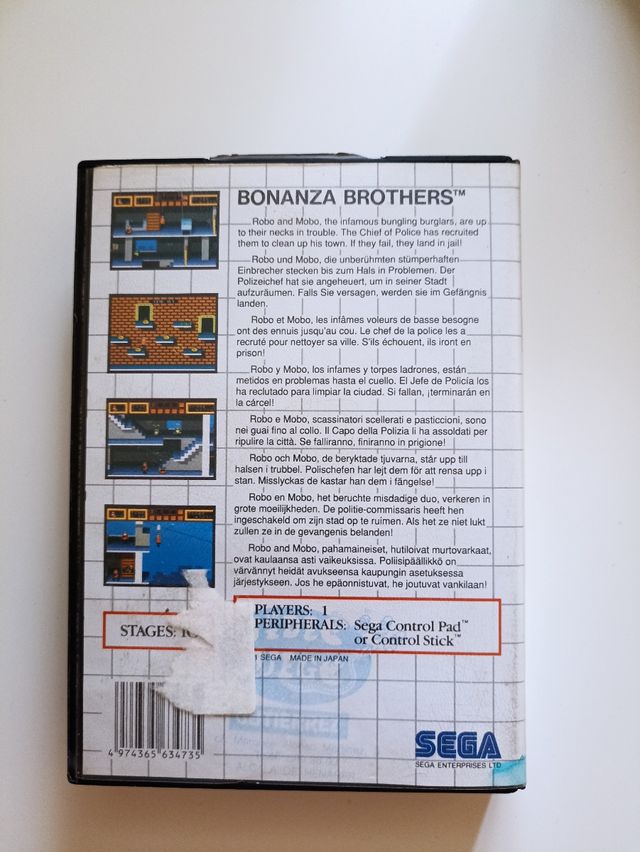 BONANZA BROTHERS™
Robo and Mobo, the infamous bungling burglars, are up
to their necks in trouble. The Chief of Police has recruited
them to clean up his town. If they fail, they land in jail!
Robo und Mobo, die unberühmten stümperhaften
Einbrecher stecken bis zum Hals in Problemen. Der
Polizeichef hat sie angeheuert, um in seiner Stadt
aufzuräumen. Falls Sie versagen, werden sie im Gefängnis
landen.
Robo et Mobo, les infâmes voleurs de basse besogne
ont des ennuis jusqu'au cou. Le chef de la police les a
recruté pour nettoyer sa ville. S'ils échouent, ils iront en
prison!
Robo y Mobo, los infames y torpes ladrones, están
metidos en problemas hasta el cuello. El Jefe de Policía los
ha reclutado para limpiar la ciudad. Si fallan, ¡terminarán en
la cárcel!
Robo e Mobo, scassinatori scellerati e pasticcioni, sono
nei guai fino al collo. Il Capo della Polizia li ha assoldati per
ripulire la città. Se falliranno, finiranno in prigione!
Robo och Mobo, de beryktade tjuvarna, står upp till
halsen i trubbel. Polischefen har lejt dem för att rensa upp i
stan. Misslyckas de kastar han dem i fängelse!
Robo en Mobo, het beruchte misdadige duo, verkeren in
grote moeilijkheden. De politie-commissaris heeft hen
ingeschakeld om zijn stad op te ruimen. Als het ze niet lukt
zullen ze in de gevangenis belanden!
Robo and Mobo, pahamaineiset, hutiloivat murtovarkaat,
ovat kaulaansa asti vaikeuksissa. Poliisipäällikkö on
värvännyt heidät avukseensa kaupungin asetuksessa
järjestykseen. Jos he epäonnistuvat, he joutuvat vankilaan!
STAGES:
PLAYERS: 1
PERIPHERALS: Sega Control Pad™
or Control Stick™
SEGA MADE IN JAPAN
4 974365 634735
SEGA
SEGA ENTERPRISES LTD.